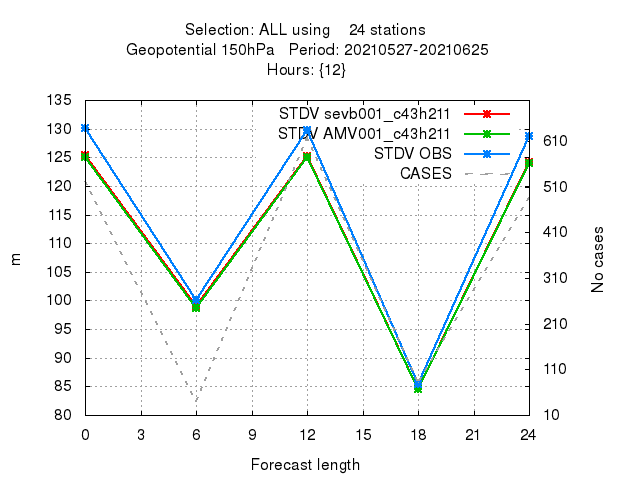 Selection: ALL using 24 stations
Geopotential 150hPa Period: 20210527-20210625
Hours: {12}
STDV sevb001_c43h211
STDV AMV001_c43h211
STDV OBS
CASES
135
130
125
120
115
110
105
100
95
90
85
80
m
610
510
410
310
210
110
10
No cases
0 3 6 9 12 15 18 21 24
Forecast length